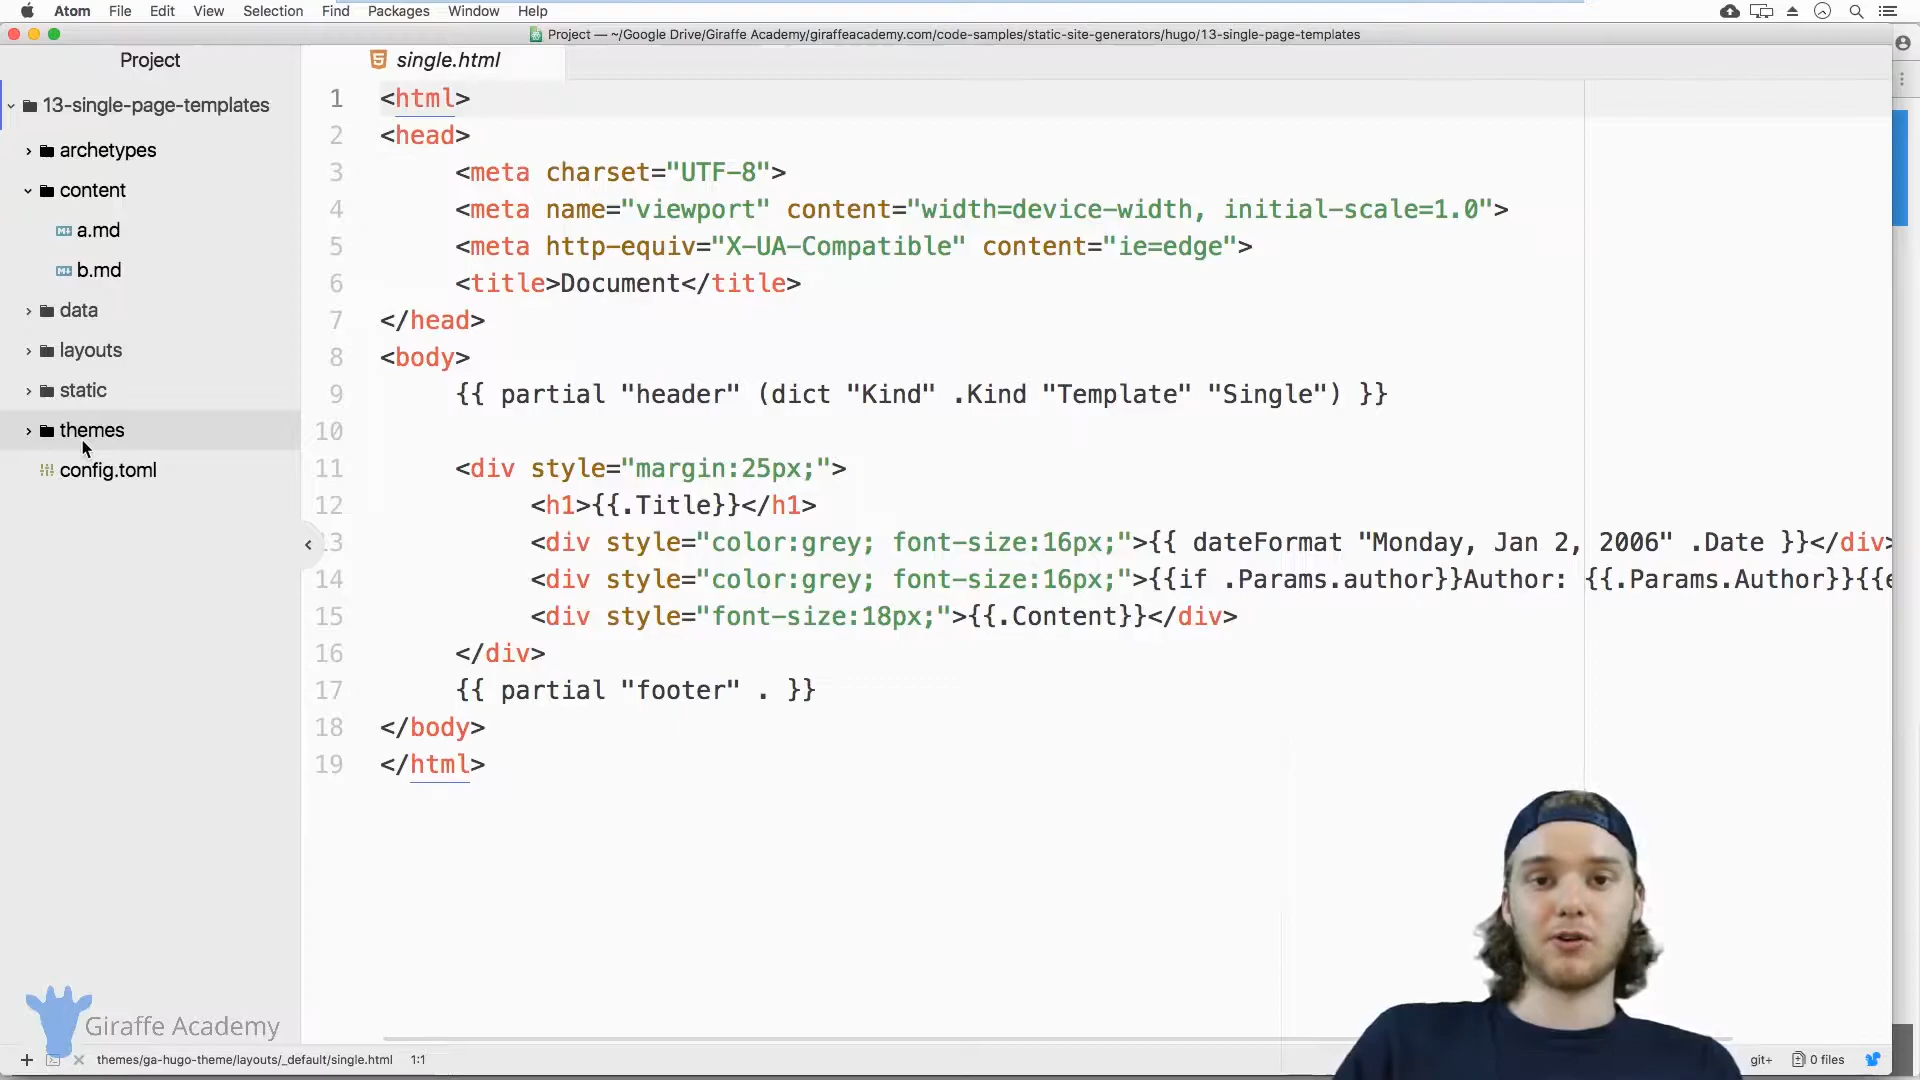 Atom File Edit View Selection Find Packages Window Help
Project — ~/Google Drive/Giraffe Academy/giraffeacademy.com/code-samples/static-site-generators/hugo/13-single-page-templates
Project
single.html
13-single-page-templates
archetypes
content
a.md
b.md
data
layouts
static
themes
config.toml
1 <html>
2 <head>
3 <meta charset="UTF-8">
4 <meta name="viewport" content="width=device-width, initial-scale=1.0">
5 <meta http-equiv="X-UA-Compatible" content="ie=edge">
6 <title>Document</title>
7 </head>
8 <body>
9 {{ partial "header" (dict "Kind" .Kind "Template" "Single") }}
10
11 <div style="margin:25px;">
12 <h1>{{.Title}}</h1>
13 <div style="color:grey; font-size:16px;">{{ dateFormat "Monday, Jan 2, 2006" .Date }}</div>
14 <div style="color:grey; font-size:16px;">{{if .Params.author}}Author: {{.Params.Author}}{{e
15 <div style="font-size:18px;">{{.Content}}</div>
16 </div>
17 {{ partial "footer" . }}
18 </body>
19 </html>
Giraffe Academy
themes/ga-hugo-theme/layouts/_default/single.html 1:1
git+ 0 files